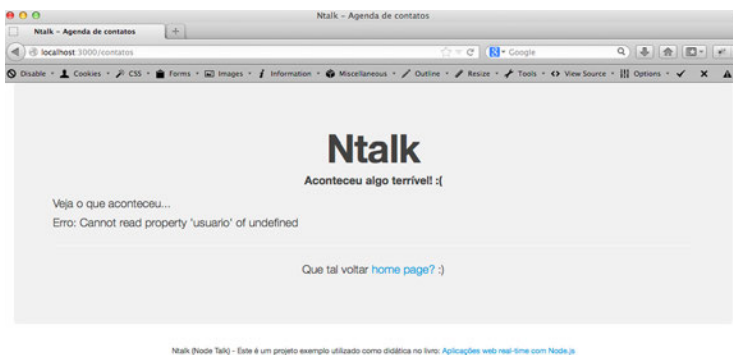 Ntalk – Agenda de contatos
Ntalk – Agenda de contatos
localhost:3000/contatos
Google
Disable Cookies CSS Forms Images Information Miscellaneous Outline Resize Tools View Source Options
Ntalk
Aconteceu algo terrível! :(
Veja o que aconteceu...
Erro: Cannot read property 'usuario' of undefined
Que tal voltar home page? :)
Ntalk (Node Talk) – Este é um projeto exemplo utilizado como didática no livro: Aplicações web real-time com Node.js